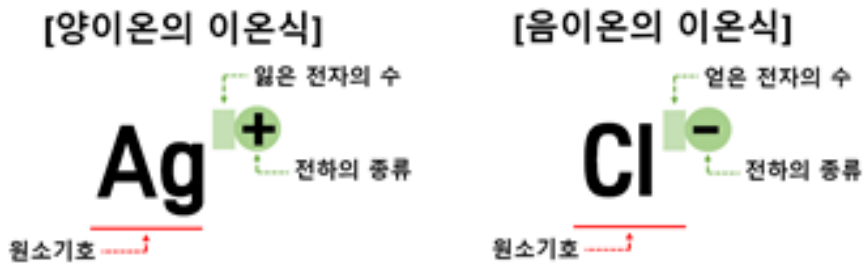 [양이온의 이온식]
잃은 전자의 수
Ag +
전하의 종류
원소기호
[음이온의 이온식]
얻은 전자의 수
Cl -
전하의 종류
원소기호